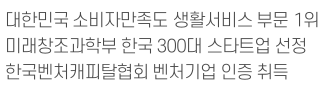 대한민국 소비자만족도 생활서비스 부문 1위
미래창조과학부 한국 300대 스타트업 선정
한국벤처캐피탈협회 벤처기업 인증 취득